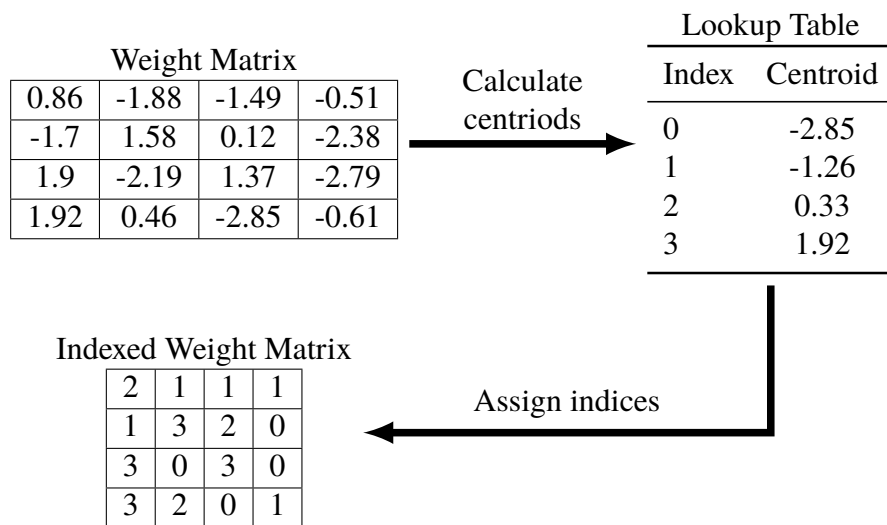 Weight Matrix
0.86 -1.88 -1.49 -0.51
-1.7 1.58 0.12 -2.38
1.9 -2.19 1.37 -2.79
1.92 0.46 -2.85 -0.61
Calculate
centriods
Lookup Table
Index Centroid
0 -2.85
1 -1.26
2 0.33
3 1.92
Assign indices
Indexed Weight Matrix
2 1 1 1
1 3 2 0
3 0 3 0
3 2 0 1